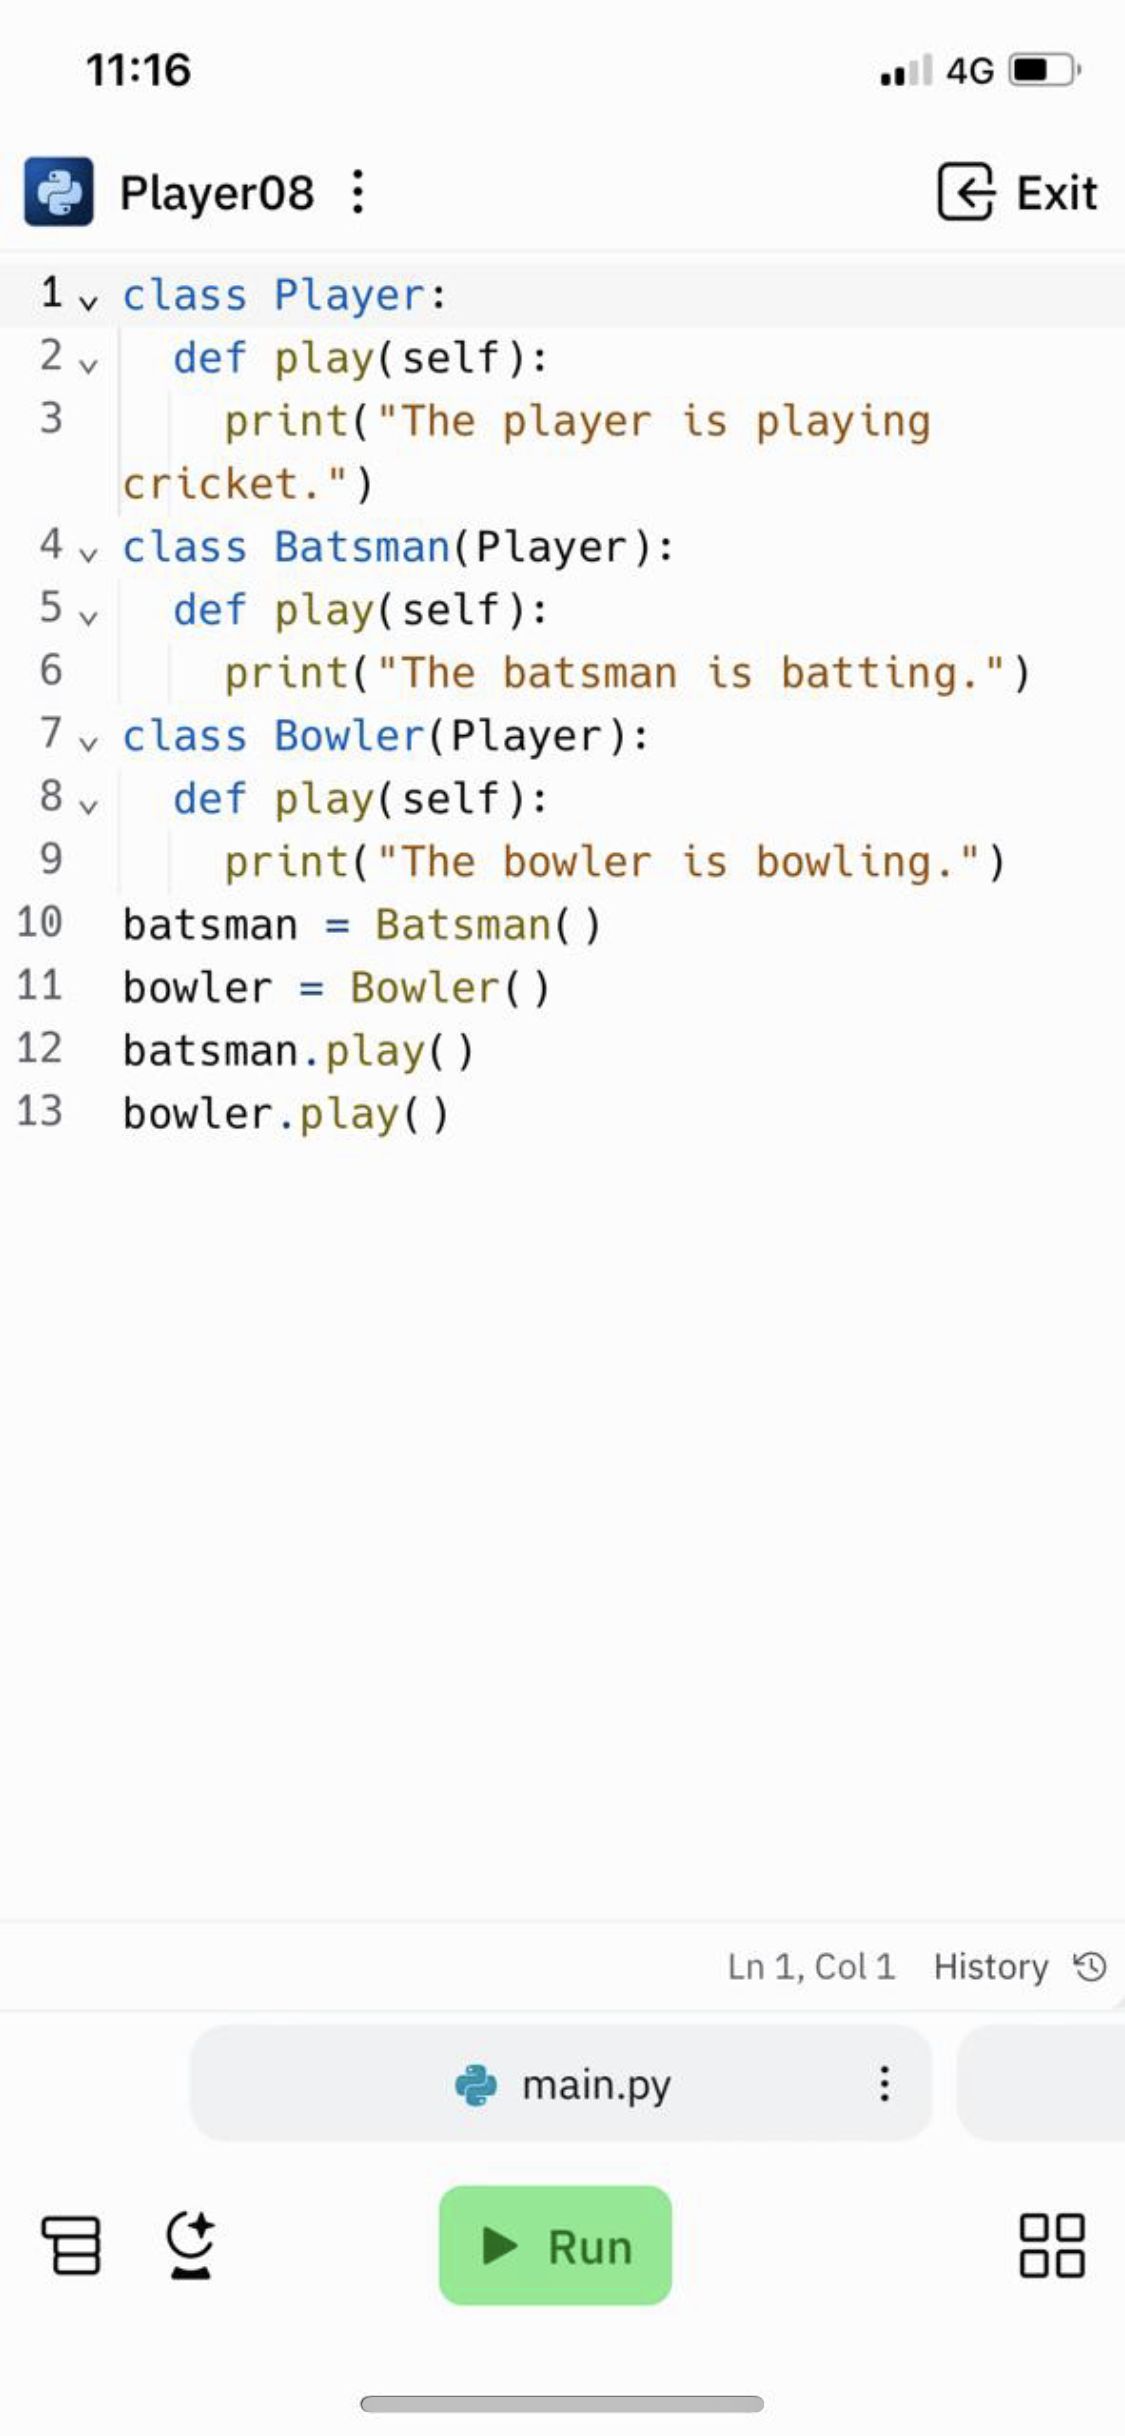 11:16
4G
Player08
Exit
1 class Player:
2   def play(self):
3     print("The player is playing
cricket.")
4 class Batsman(Player):
5   def play(self):
6     print("The batsman is batting.")
7 class Bowler(Player):
8   def play(self):
9     print("The bowler is bowling.")
10 batsman = Batsman()
11 bowler = Bowler()
12 batsman.play()
13 bowler.play()
Ln 1, Col 1 History
main.py
Run